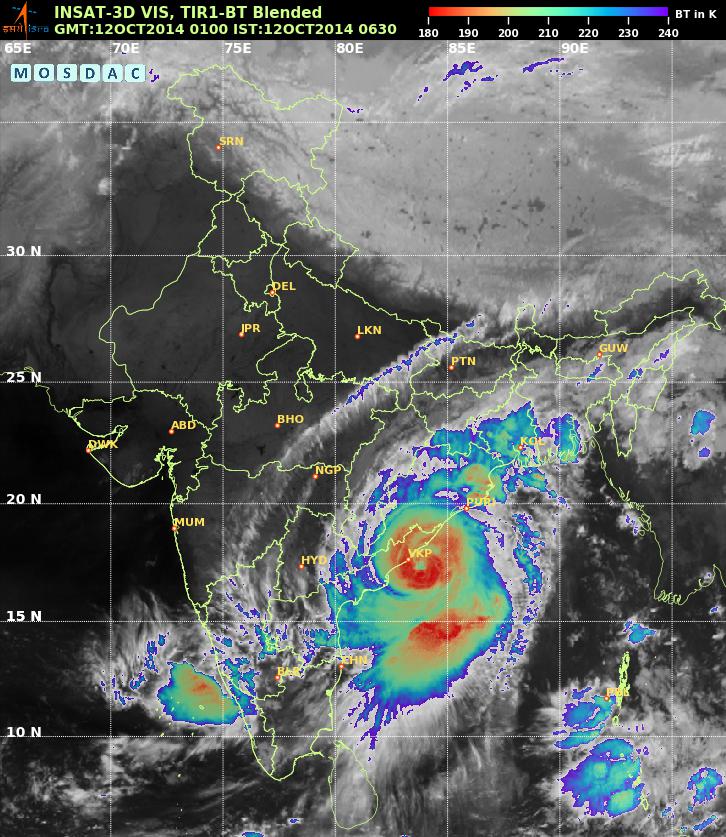 INSAT-3D VIS, TIR1-BT Blended
GMT:12OCT2014 0100 IST:12OCT2014 0630
BT in K
180 190 200 210 220 230 240
65E 70E 75E 80E 85E 90E
M O S D A C
SRN
30 N
DEL
JPR LKN
GUW
PTN
25 N
ABD BHO
DWK KOL
NGP
20 N
PURI
MUM
VKP
HYD
15 N
CHN
BLR
PBL
10 N